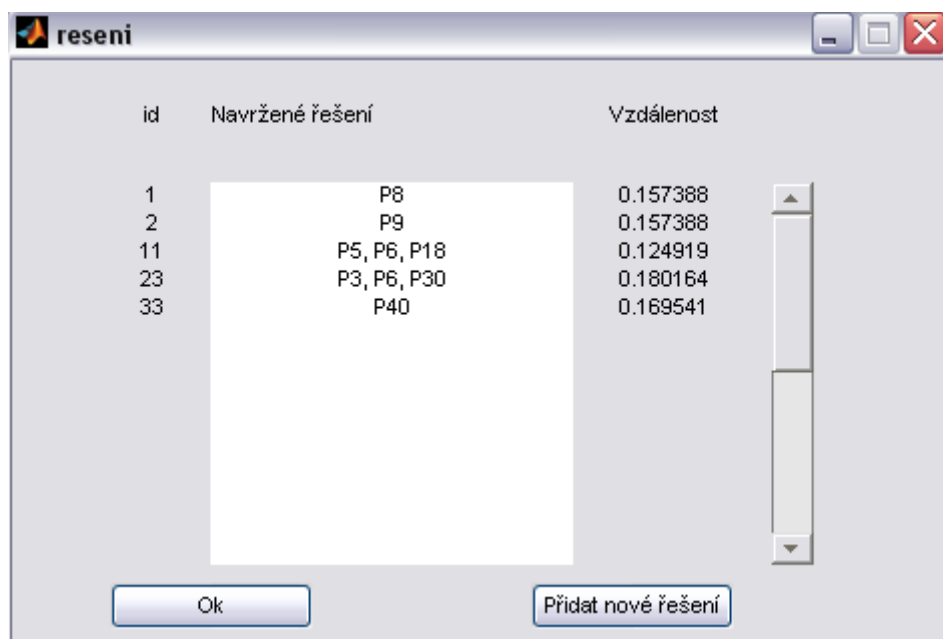 reseni
id Navržené řešení Vzdálenost
1 P8 0.157388
2 P9 0.157388
11 P5, P6, P18 0.124919
23 P3, P6, P30 0.180164
33 P40 0.169541
Ok Přidat nové řešení